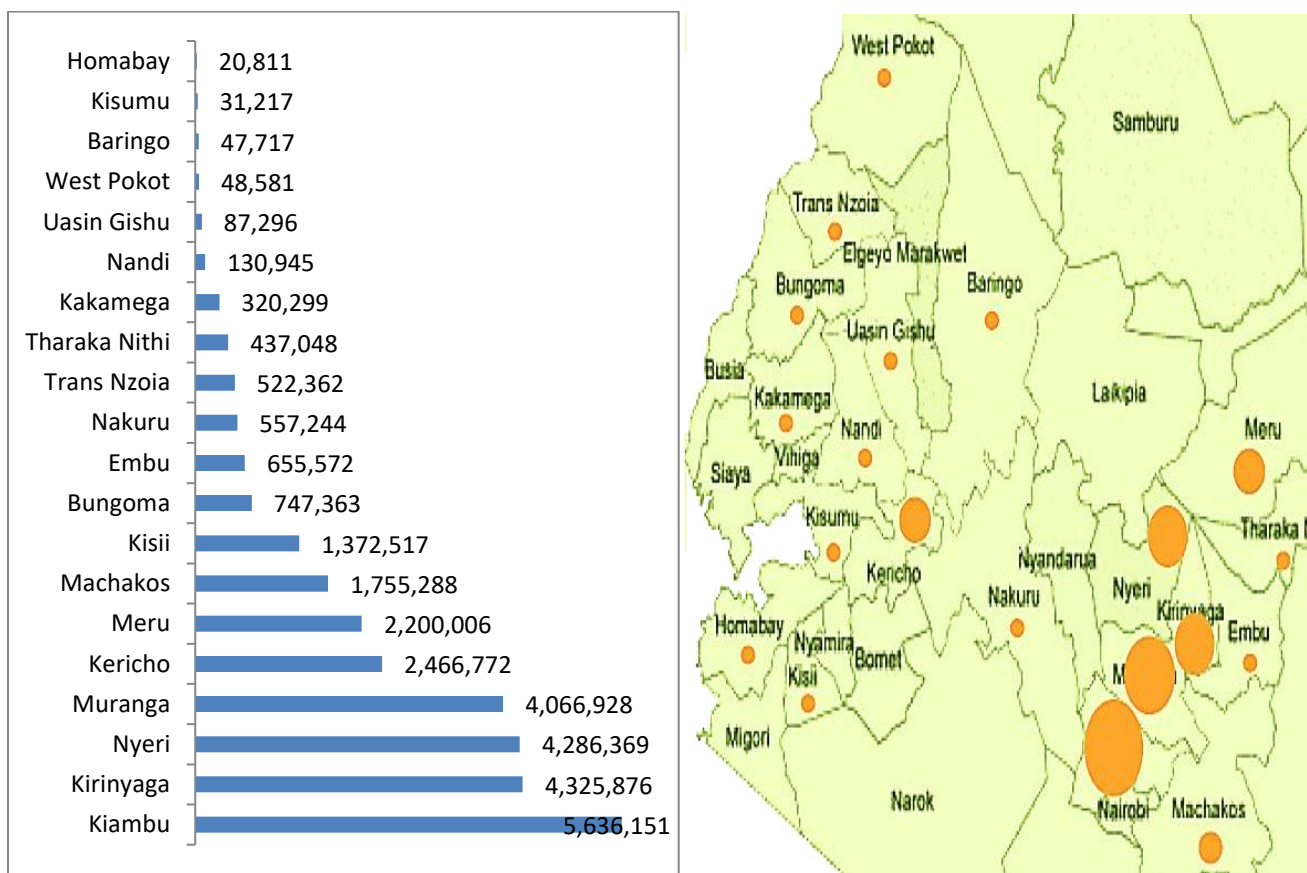 Homabay 20,811
Kisumu 31,217
Baringo 47,717
West Pokot 48,581
Uasin Gishu 87,296
Nandi 130,945
Kakamega 320,299
Tharaka Nithi 437,048
Trans Nzoia 522,362
Nakuru 557,244
Embu 655,572
Bungoma 747,363
Kisii 1,372,517
Machakos 1,755,288
Meru 2,200,006
Kericho 2,466,772
Muranga 4,066,928
Nyeri 4,286,369
Kirinyaga 4,325,876
Kiambu 5,636,151
West Pokot
Samburu
Trans Nzoia
Elgeyo Marakwet
Bungoma
Baringo
Uasin Gishu
Busia
Laikipia
Kakamega
Nandi
Meru
Vihiga
Siaya
Kisumu
Tharaka N
Nyandarua
Kericho
Nyeri
Nakuru
Kirinyaga
Homabay
Nyamira
Embu
Bomet
Kisii
Migori
Narok
Nairobi
Machakos